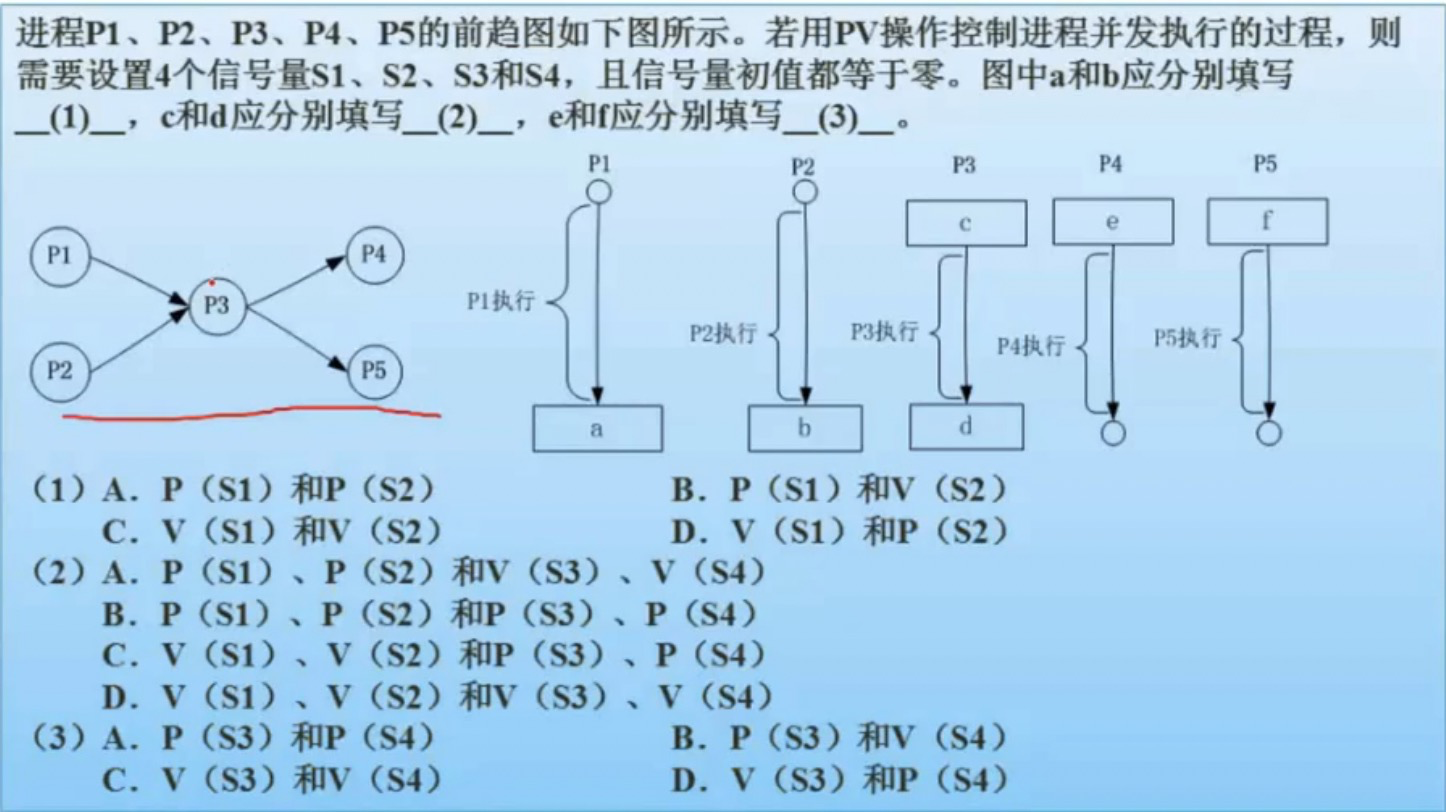 进程P1、P2、P3、P4、P5的前趋图如下图所示。若用PV操作控制进程并发执行的过程，则
需要设置4个信号量S1、S2、S3和S4，且信号量初值都等于零。图中a和b应分别填写
__(1)__，c和d应分别填写__(2)__，e和f应分别填写__(3)__。
P1 P2 P3 P4 P5
c e f
P1 P4
P3
P2 P5
P1执行 P2执行 P3执行 P4执行 P5执行
a b d
（1）A．P（S1）和P（S2） B．P（S1）和V（S2）
C．V（S1）和V（S2） D．V（S1）和P（S2）
（2）A．P（S1）、P（S2）和V（S3）、V（S4）
B．P（S1）、P（S2）和P（S3）、P（S4）
C．V（S1）、V（S2）和P（S3）、P（S4）
D．V（S1）、V（S2）和V（S3）、V（S4）
（3）A．P（S3）和P（S4） B．P（S3）和V（S4）
C．V（S3）和V（S4） D．V（S3）和P（S4）